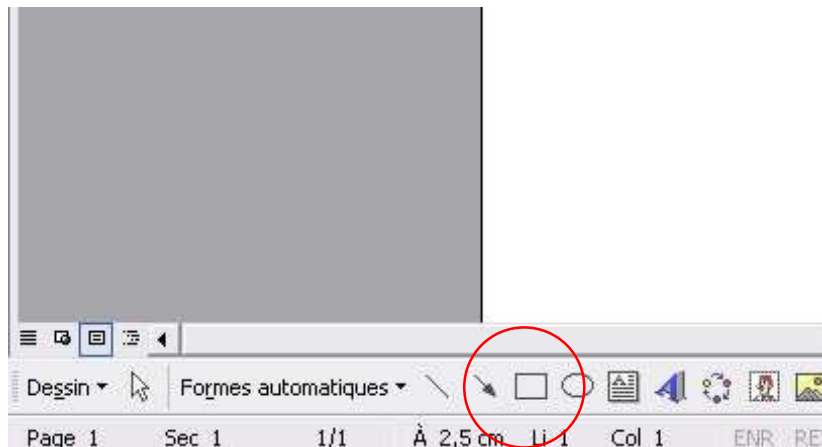 Dessin Formes automatiques
Page 1 Sec 1 1/1 À 2,5 cm Li 1 Col 1 ENR